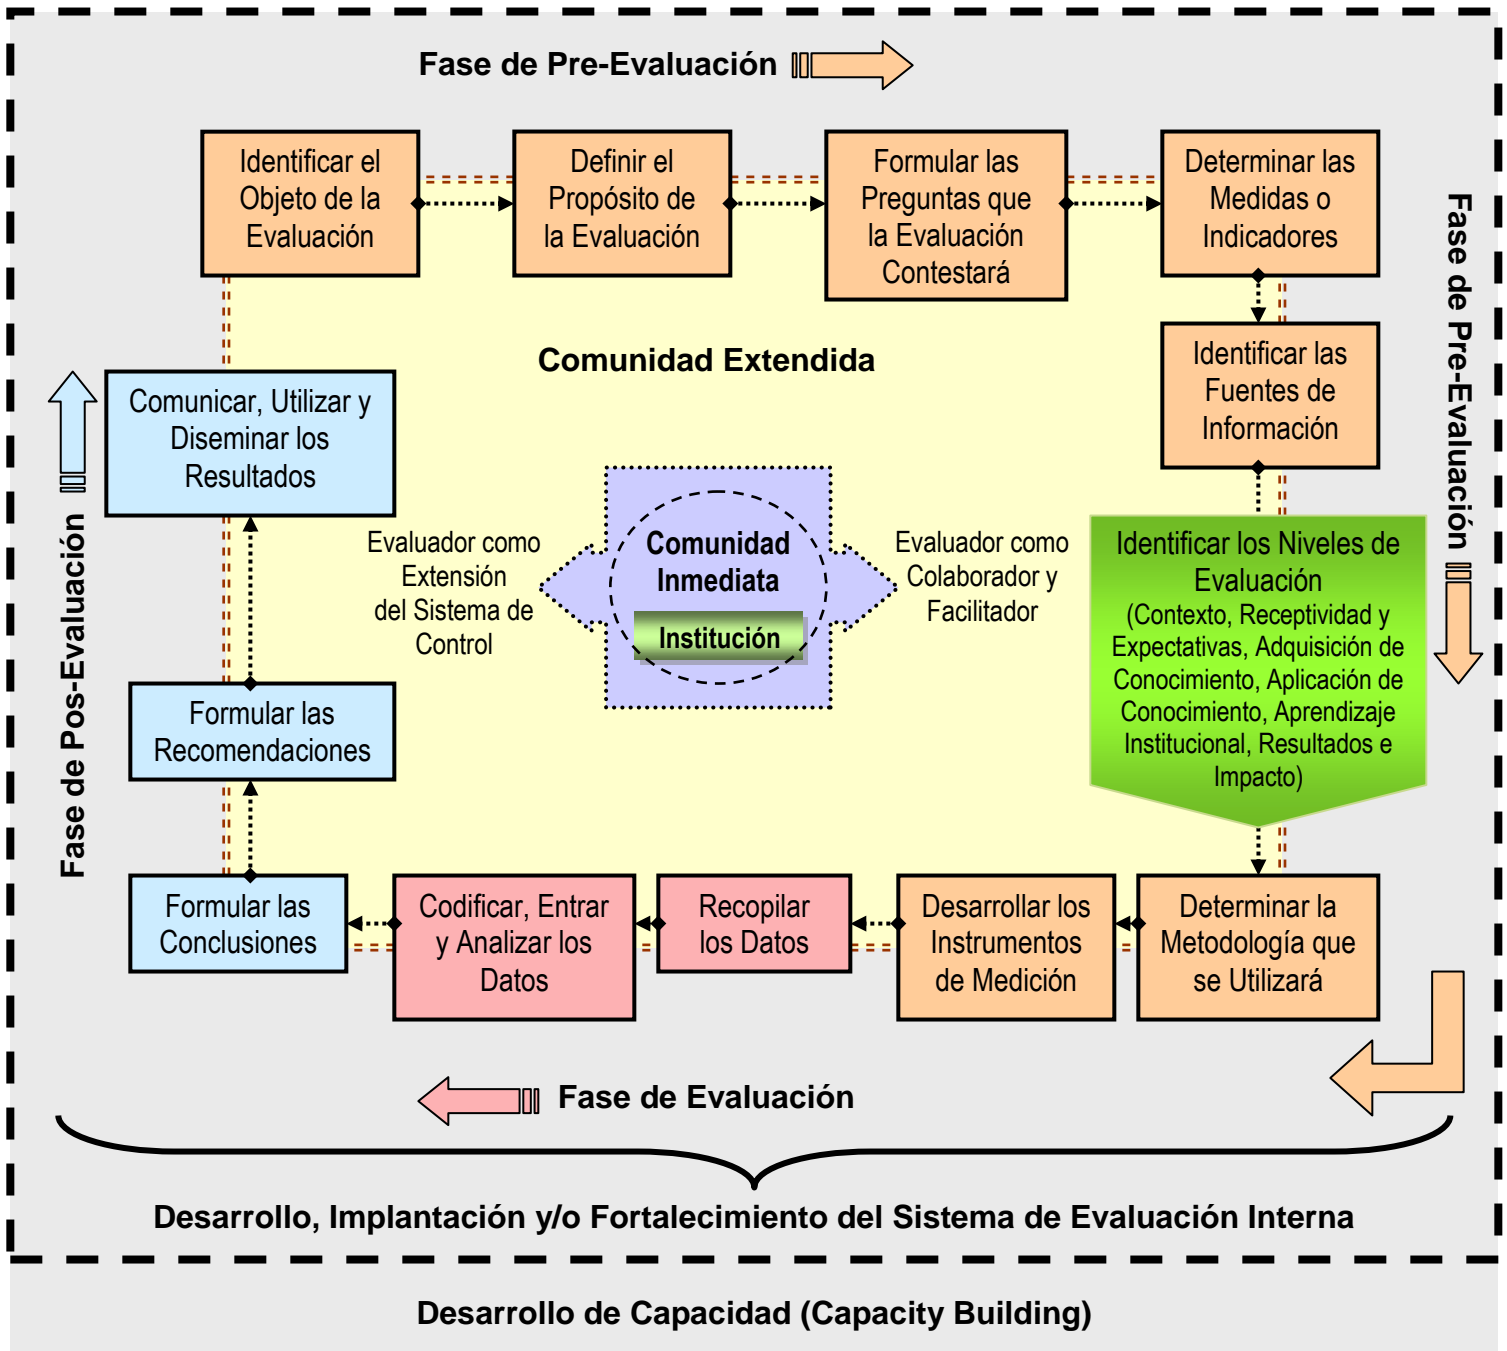 Fase de Pre-Evaluación
Identificar el
Objeto de la
Evaluación
Definir el
Propósito de
la Evaluación
Formular las
Preguntas que
la Evaluación
Contestará
Determinar las
Medidas o
Indicadores
Fase de Pre-Evaluación
Identificar las
Fuentes de
Información
Comunidad Extendida
Comunicar, Utilizar y
Diseminar los
Resultados
Fase de Pos-Evaluación
Evaluador como
Extensión
del Sistema de
Control
Comunidad
Inmediata
Institución
Evaluador como
Colaborador y
Facilitador
Identificar los Niveles de
Evaluación
(Contexto, Receptividad y
Expectativas, Adquisición de
Conocimiento, Aplicación de
Conocimiento, Aprendizaje
Institucional, Resultados e
Impacto)
Formular las
Recomendaciones
Formular las
Conclusiones
Codificar, Entrar
y Analizar los
Datos
Recopilar
los Datos
Desarrollar los
Instrumentos
de Medición
Determinar la
Metodología que
se Utilizará
Fase de Evaluación
Desarrollo, Implantación y/o Fortalecimiento del Sistema de Evaluación Interna
Desarrollo de Capacidad (Capacity Building)